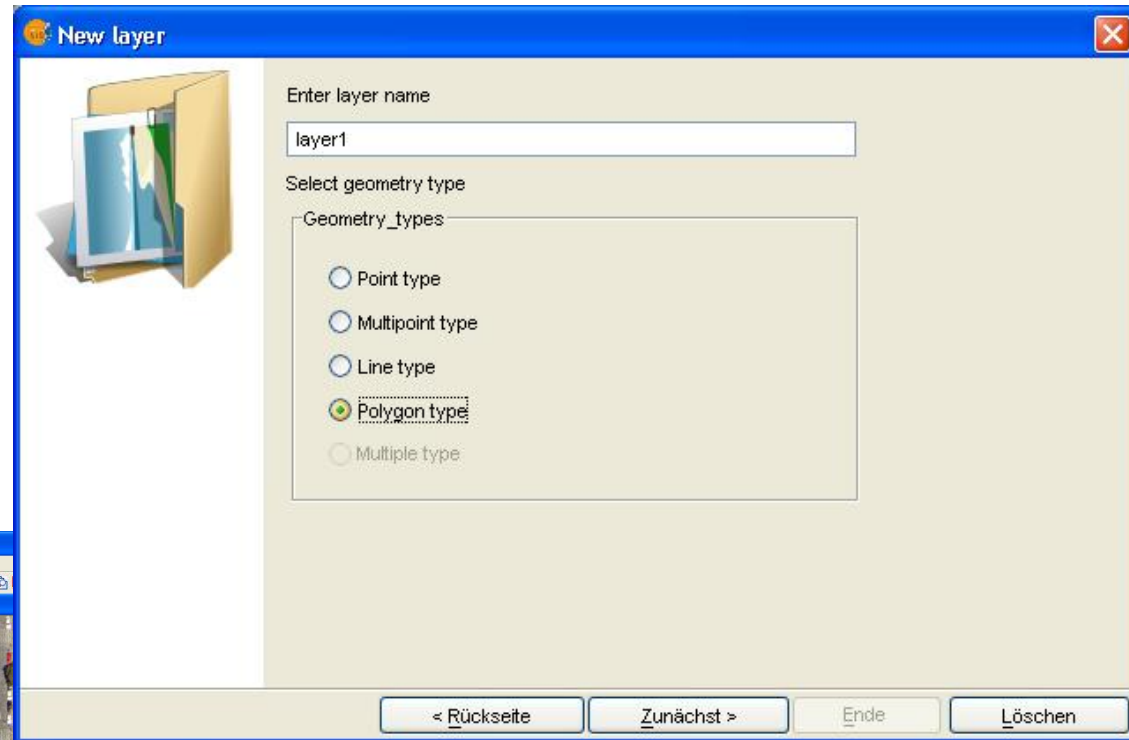 New layer
Enter layer name
layer1
Select geometry type
Geometry_types
Point type
Multipoint type
Line type
Polygon type
Multiple type
< Rückseite
Zunächst >
Ende
Löschen